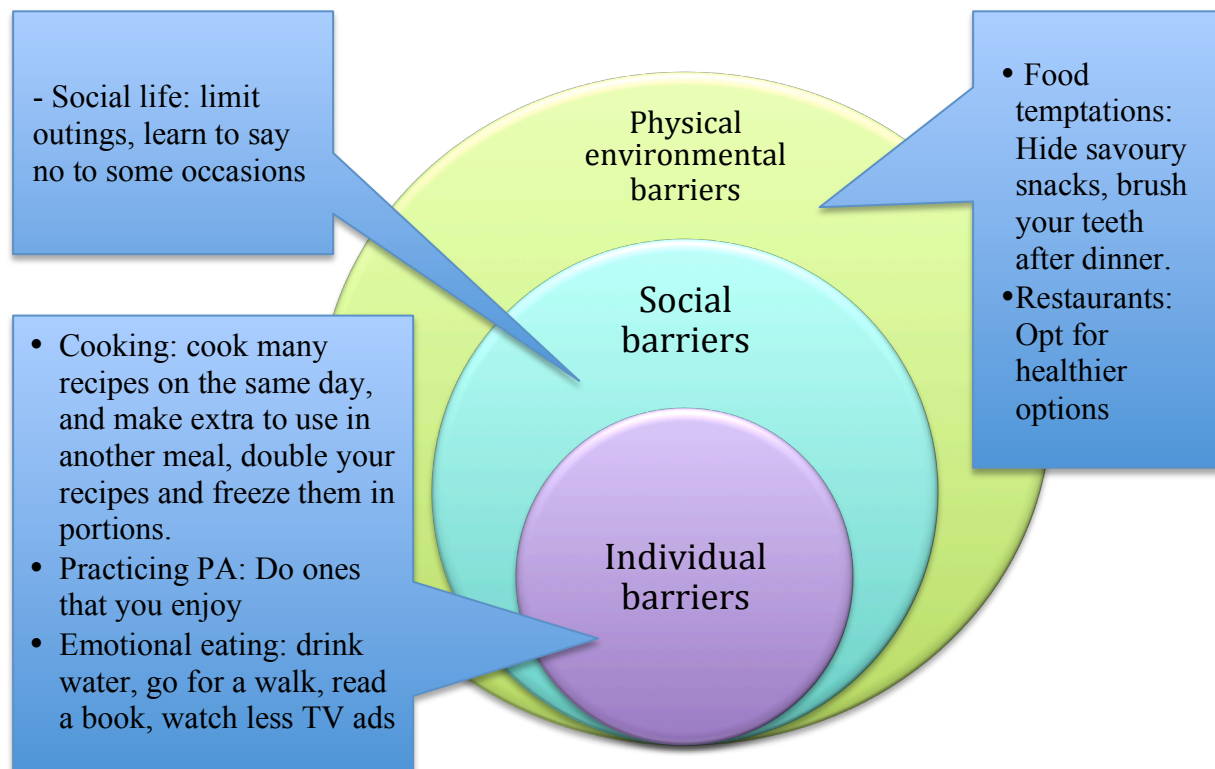 - Social life: limit
outings, learn to say
no to some occasions
Physical
environmental
barriers
• Food
temptations:
Hide savoury
snacks, brush
your teeth
after dinner.
•Restaurants:
Opt for
healthier
options
Social
barriers
• Cooking: cook many
recipes on the same day,
and make extra to use in
another meal, double your
recipes and freeze them in
portions.
• Practicing PA: Do ones
that you enjoy
• Emotional eating: drink
water, go for a walk, read
a book, watch less TV ads
Individual
barriers